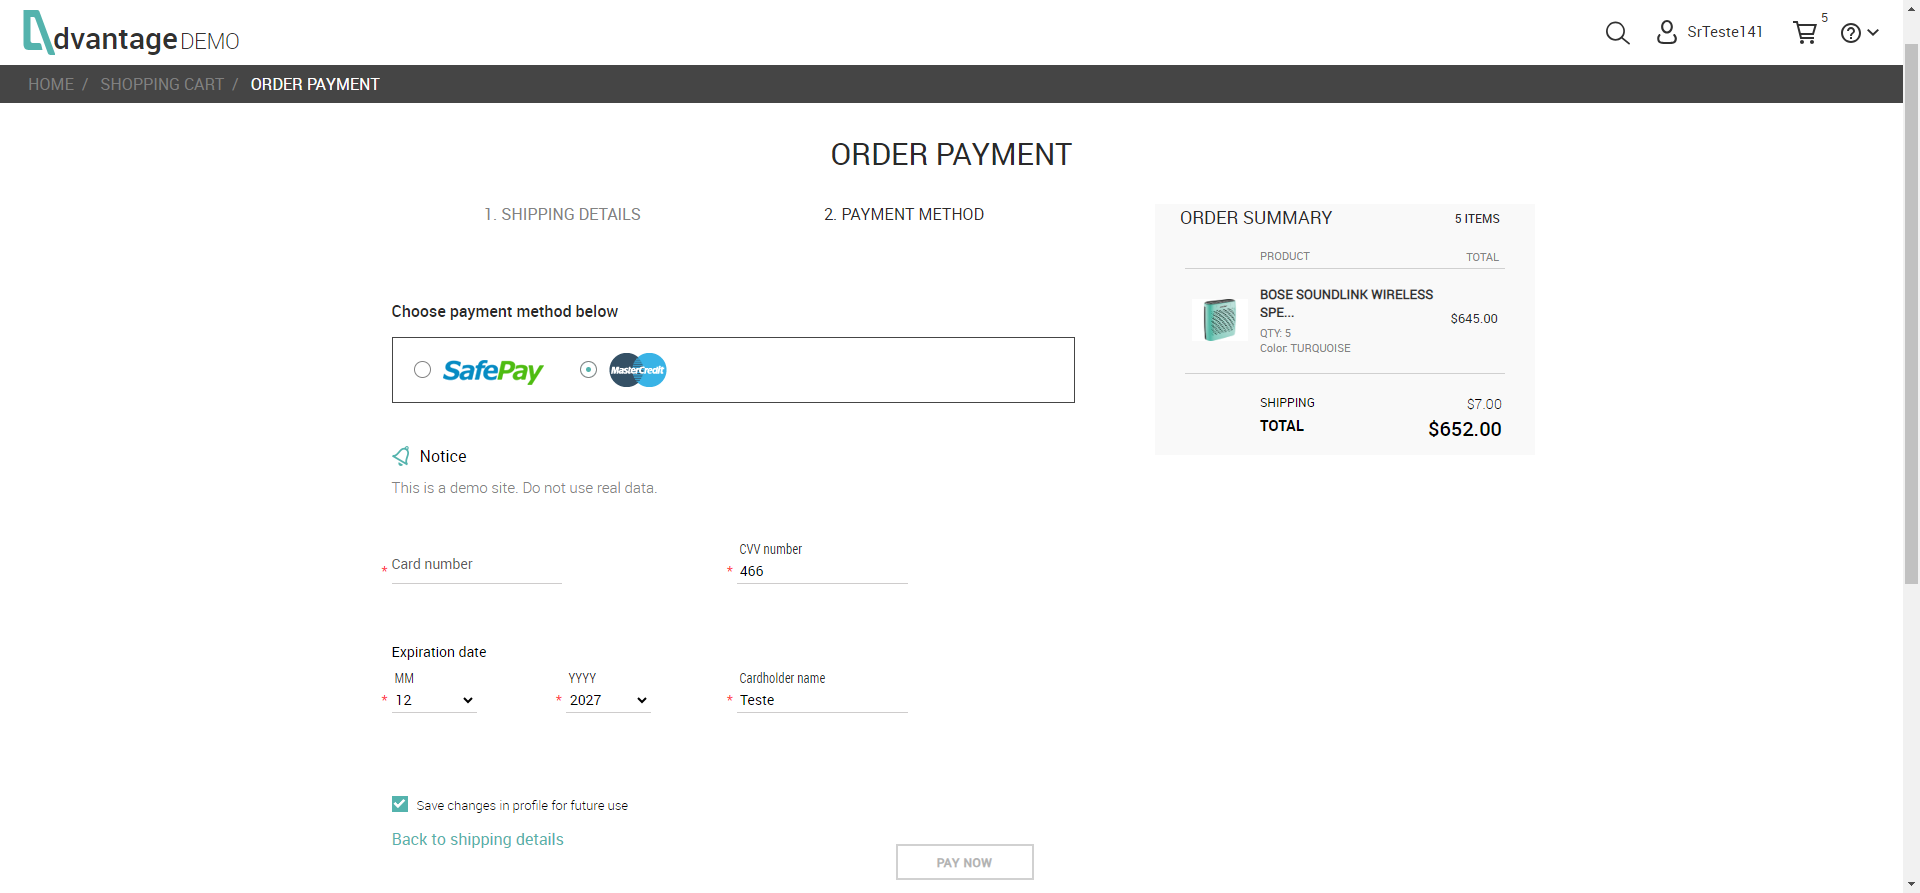 dvantage DEMO
SrTeste141
5
HOME / SHOPPING CART / ORDER PAYMENT
ORDER PAYMENT
1. SHIPPING DETAILS
2. PAYMENT METHOD
Choose payment method below
SafePay
MasterCredit
Notice
This is a demo site. Do not use real data.
* Card number
CVV number
* 466
Expiration date
MM
* 12
YYYY
* 2027
Cardholder name
* Teste
Save changes in profile for future use
Back to shipping details
PAY NOW
ORDER SUMMARY
5 ITEMS
PRODUCT
TOTAL
BOSE SOUNDLINK WIRELESS
SPE...
QTY: 5
Color: TURQUOISE
$645.00
SHIPPING
$7.00
TOTAL
$652.00